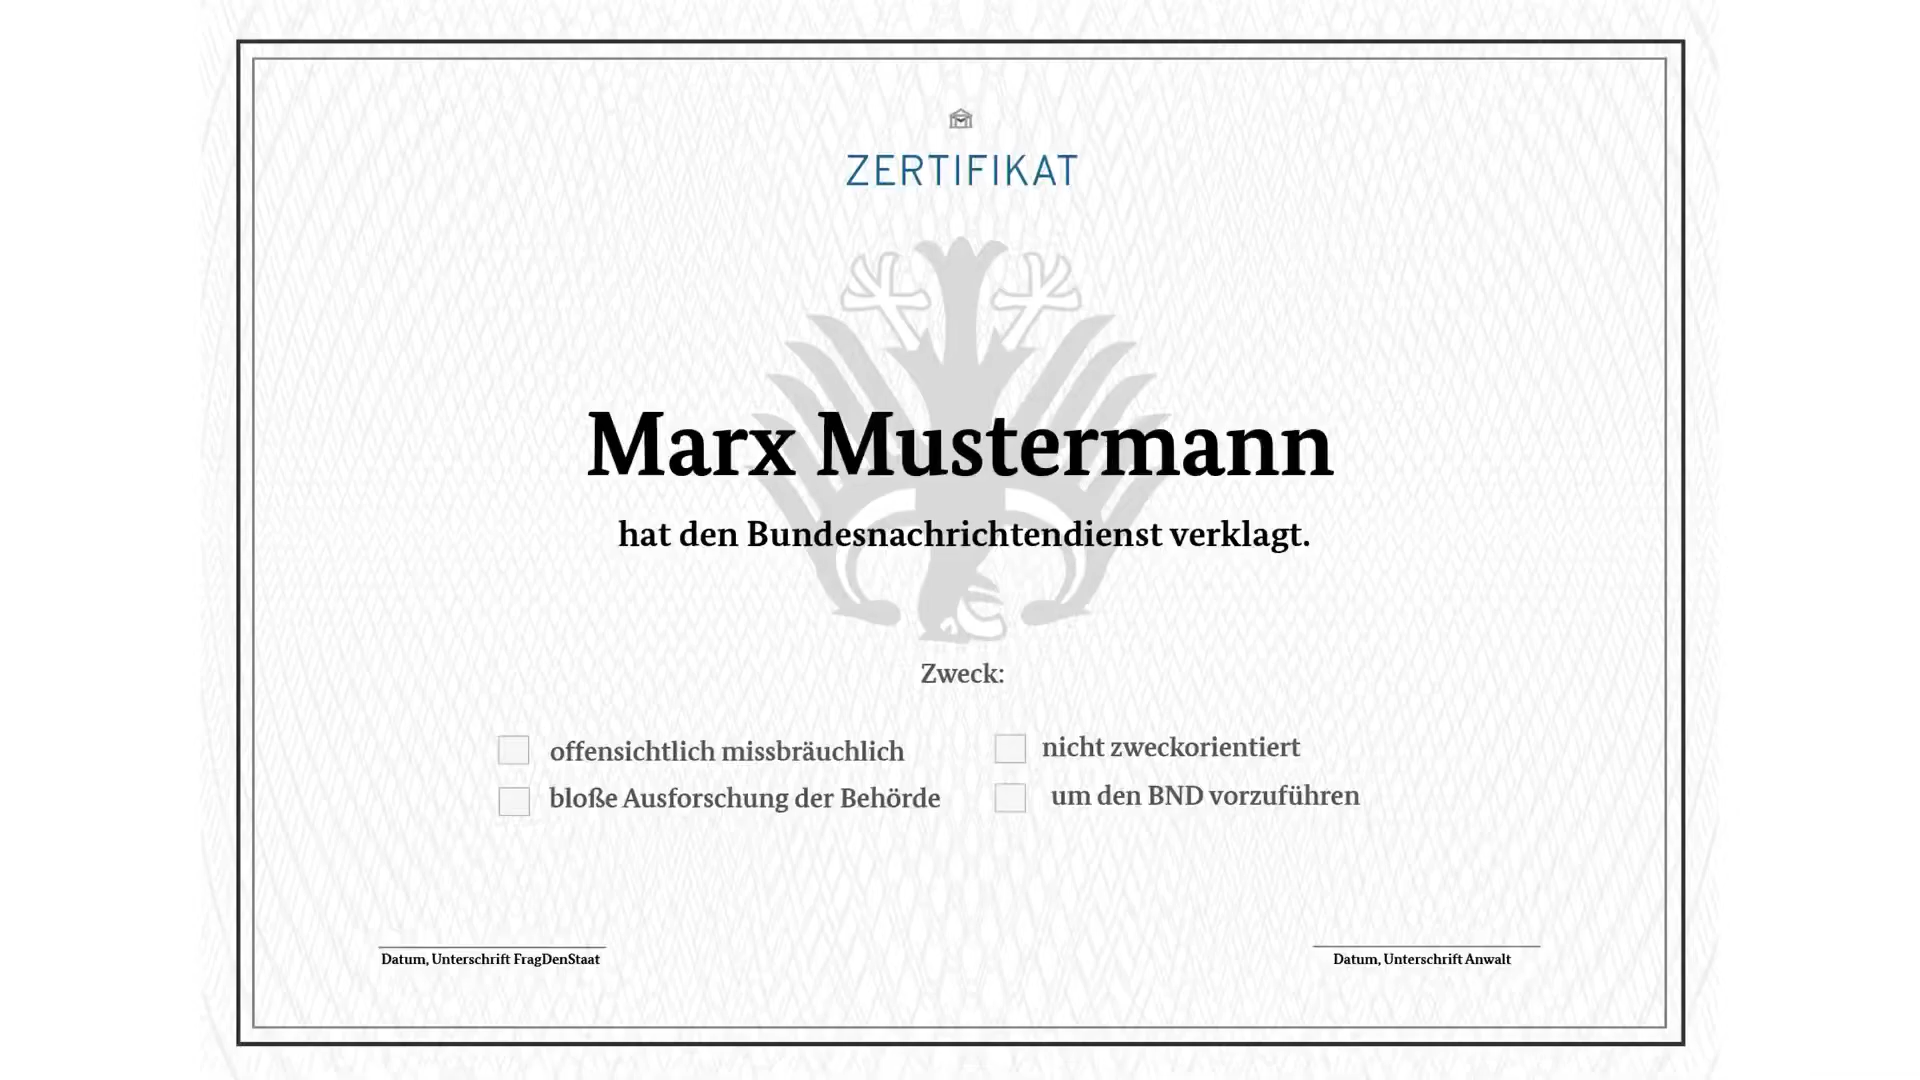 ZERTIFIKAT
Marx Mustermann
hat den Bundesnachrichtendienst verklagt.
Zweck:
offensichtlich missbräuchlich
nicht zweckorientiert
bloße Ausforschung der Behörde
um den BND vorzuführen
Datum, Unterschrift FragDenStaat
Datum, Unterschrift Anwalt